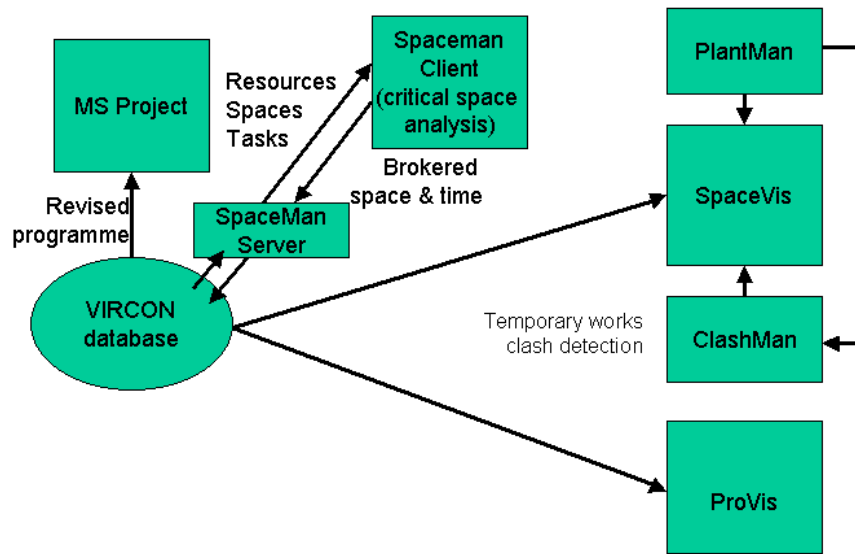 MS Project
Resources
Spaces
Tasks
Spaceman
Client
(critical space
analysis)
PlantMan
Revised
programme
SpaceMan
Server
Brokered
space & time
SpaceVis
VIRCON
database
Temporary works
clash detection
ClashMan
ProVis